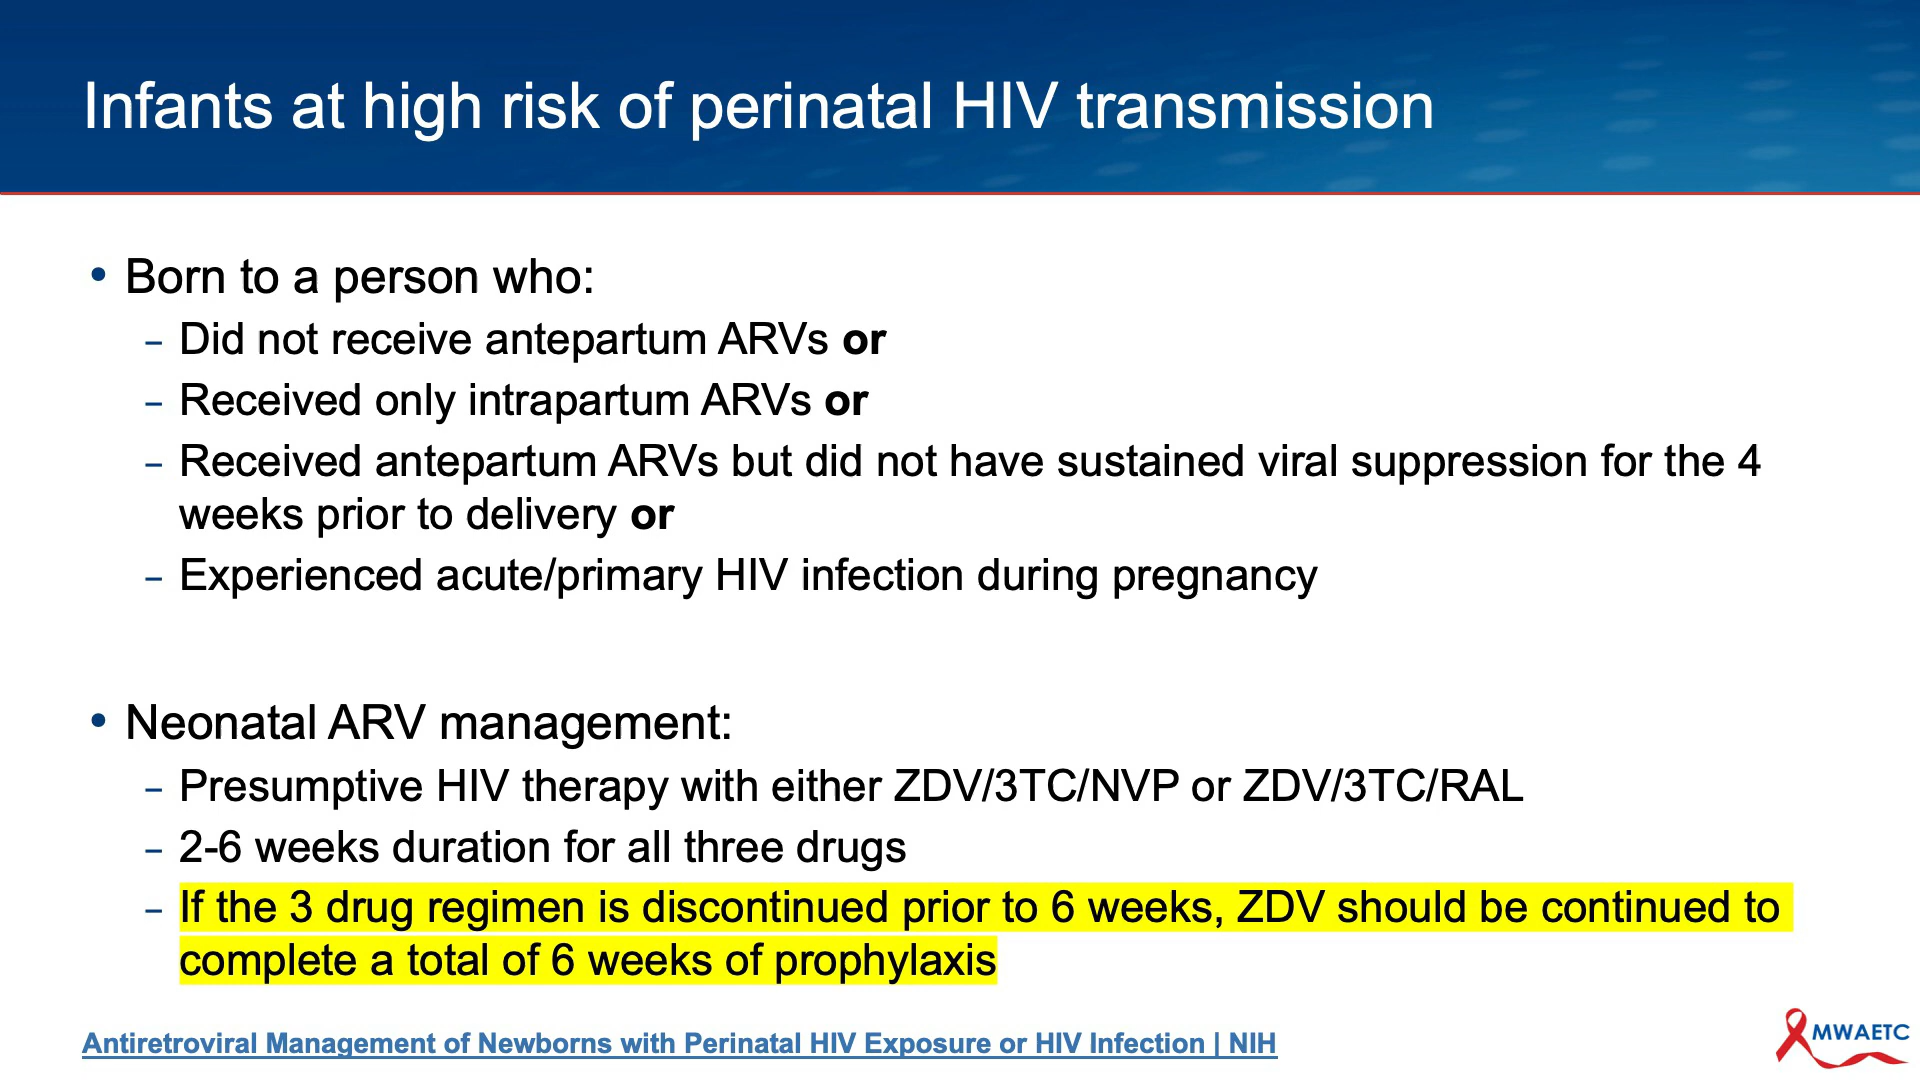 Infants at high risk of perinatal HIV transmission
• Born to a person who:
– Did not receive antepartum ARVs or
– Received only intrapartum ARVs or
– Received antepartum ARVs but did not have sustained viral suppression for the 4
weeks prior to delivery or
– Experienced acute/primary HIV infection during pregnancy
• Neonatal ARV management:
– Presumptive HIV therapy with either ZDV/3TC/NVP or ZDV/3TC/RAL
– 2-6 weeks duration for all three drugs
– If the 3 drug regimen is discontinued prior to 6 weeks, ZDV should be continued to
complete a total of 6 weeks of prophylaxis
Antiretroviral Management of Newborns with Perinatal HIV Exposure or HIV Infection | NIH
MWAETC